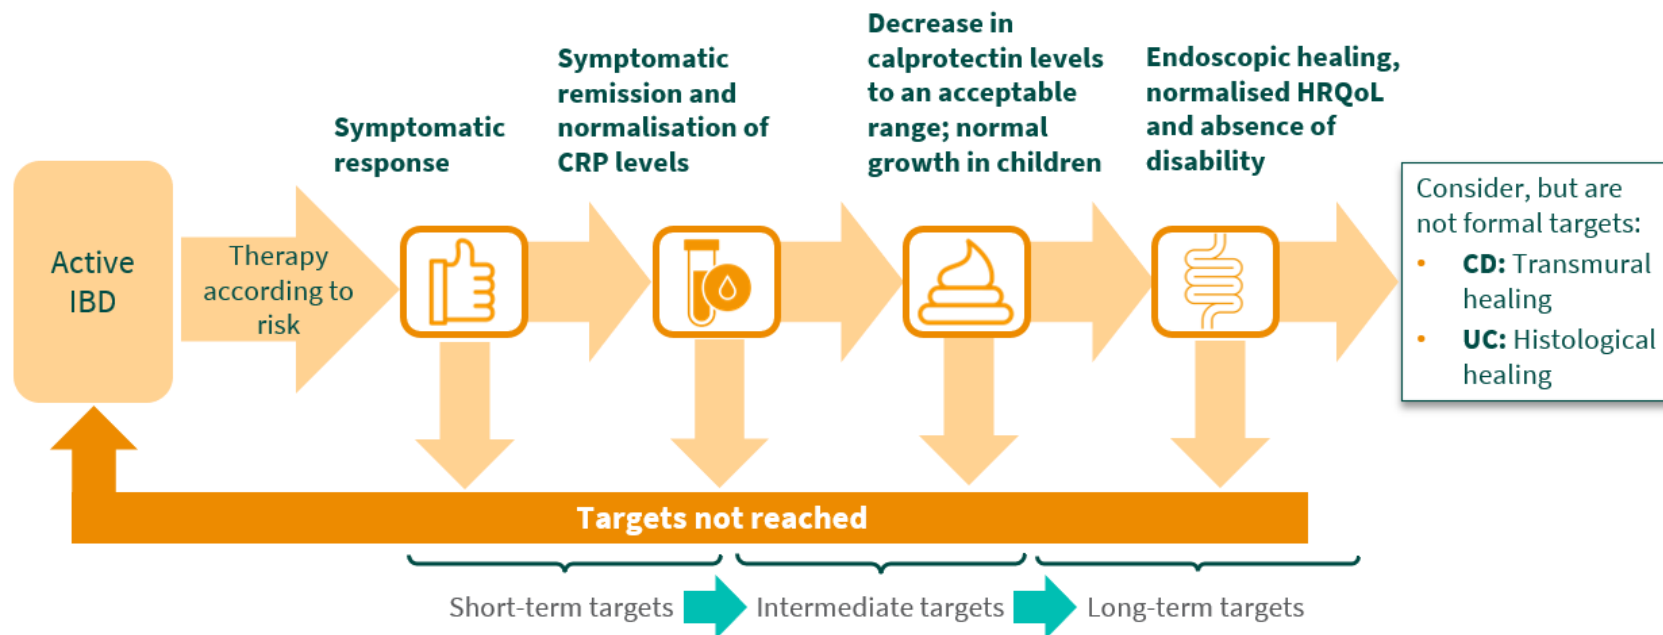 Active
IBD
Therapy
according to
risk
Symptomatic
response
Symptomatic
remission and
normalisation of
CRP levels
Decrease in
calprotectin levels
to an acceptable
range; normal
growth in children
Endoscopic healing,
normalised HRQoL
and absence of
disability
Consider, but are
not formal targets:
• CD: Transmural
healing
• UC: Histological
healing
Targets not reached
Short-term targets
Intermediate targets
Long-term targets